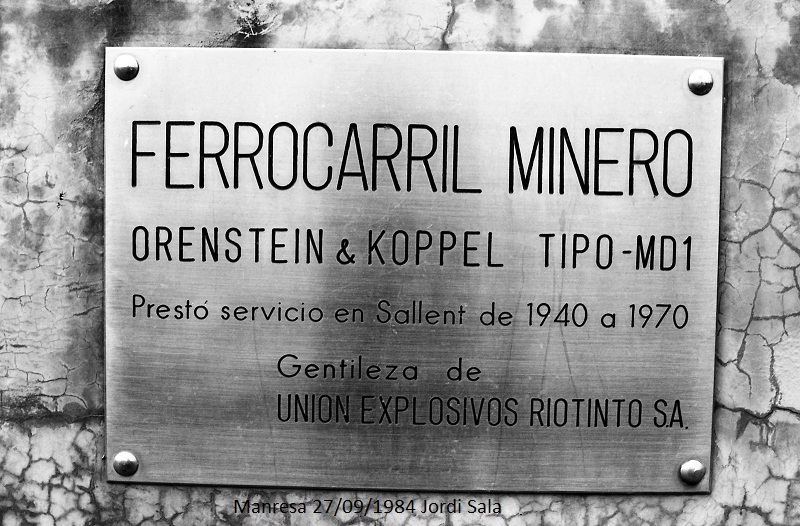 FERROCARRIL MINERO
ORENSTEIN & KOPPEL TIPO-MD1
Prestó servicio en Sallent de 1940 a 1970
Gentileza de
UNION EXPLOSIVOS RIOTINTO S.A.
Manresa 27/09/1984 Jordi Sala